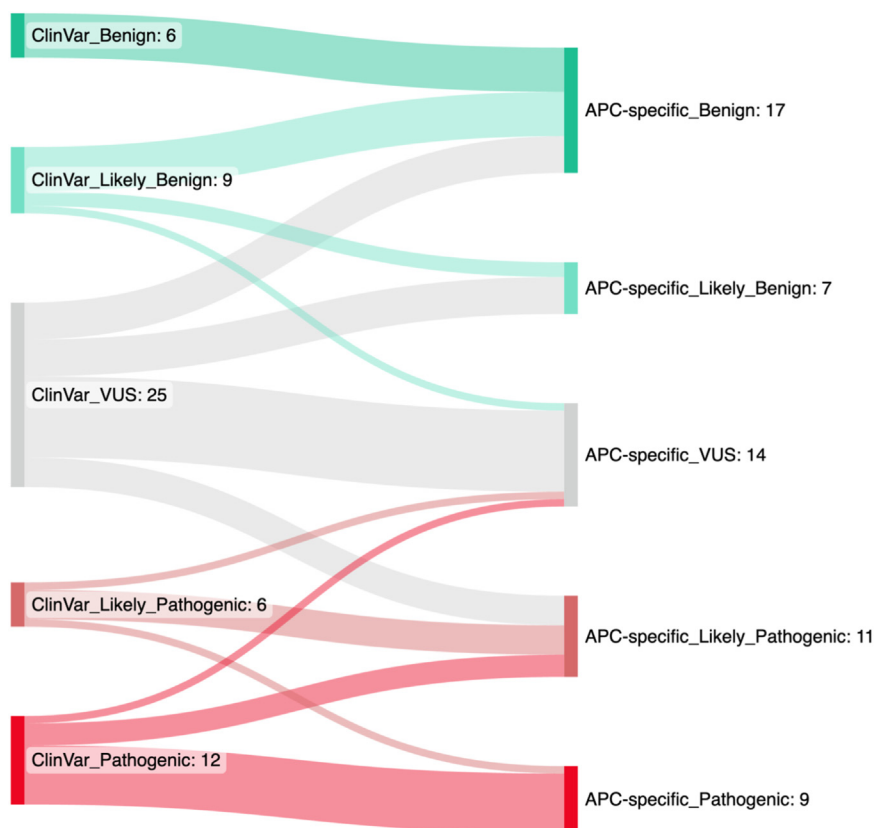 ClinVar_Benign: 6
ClinVar_Likely_Benign: 9
ClinVar_VUS: 25
ClinVar_Likely_Pathogenic: 6
ClinVar_Pathogenic: 12
APC-specific_Benign: 17
APC-specific_Likely_Benign: 7
APC-specific_VUS: 14
APC-specific_Likely_Pathogenic: 11
APC-specific_Pathogenic: 9